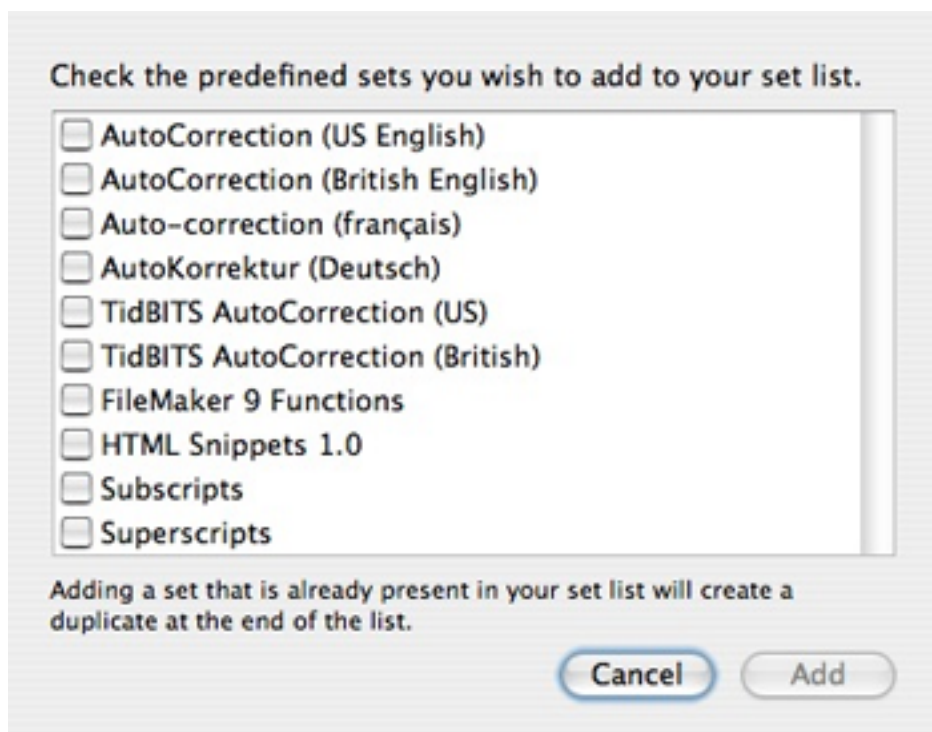 Check the predefined sets you wish to add to your set list.
AutoCorrection (US English)
AutoCorrection (British English)
Auto-correction (français)
AutoKorrektur (Deutsch)
TidBITS AutoCorrection (US)
TidBITS AutoCorrection (British)
FileMaker 9 Functions
HTML Snippets 1.0
Subscripts
Superscripts
Adding a set that is already present in your set list will create a
duplicate at the end of the list.
Cancel Add